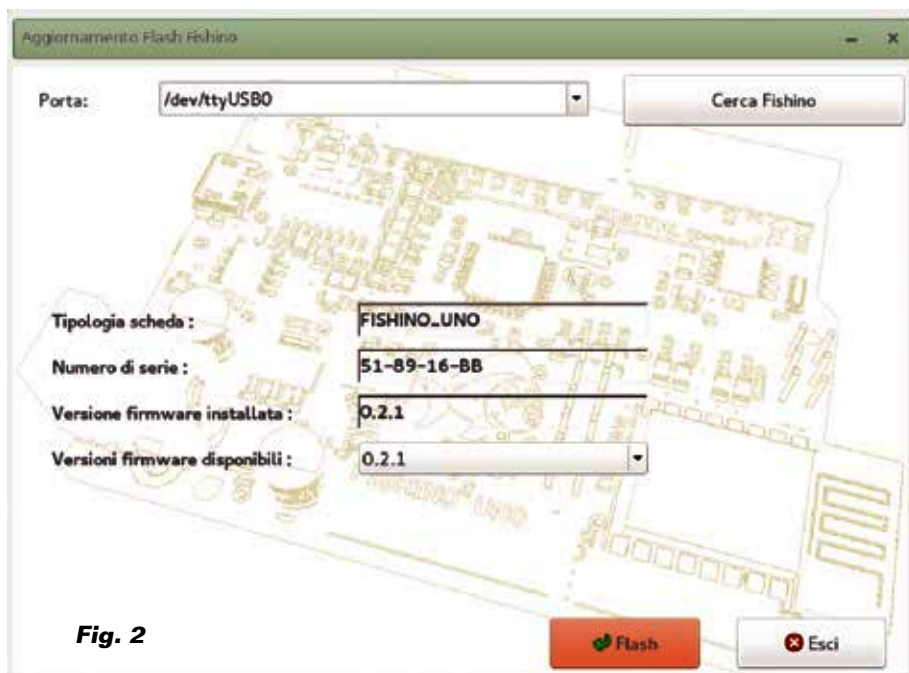 Aggiornamento Flash Fishino
Porta: /dev/ttyUSB0 Cerca Fishino
Tipologia scheda : FISHINO_UNO
Numero di serie : 51-89-16-BB
Versione firmware installata : 0.2.1
Versioni firmware disponibili : 0.2.1
UNO
Fig. 2
Flash Esci